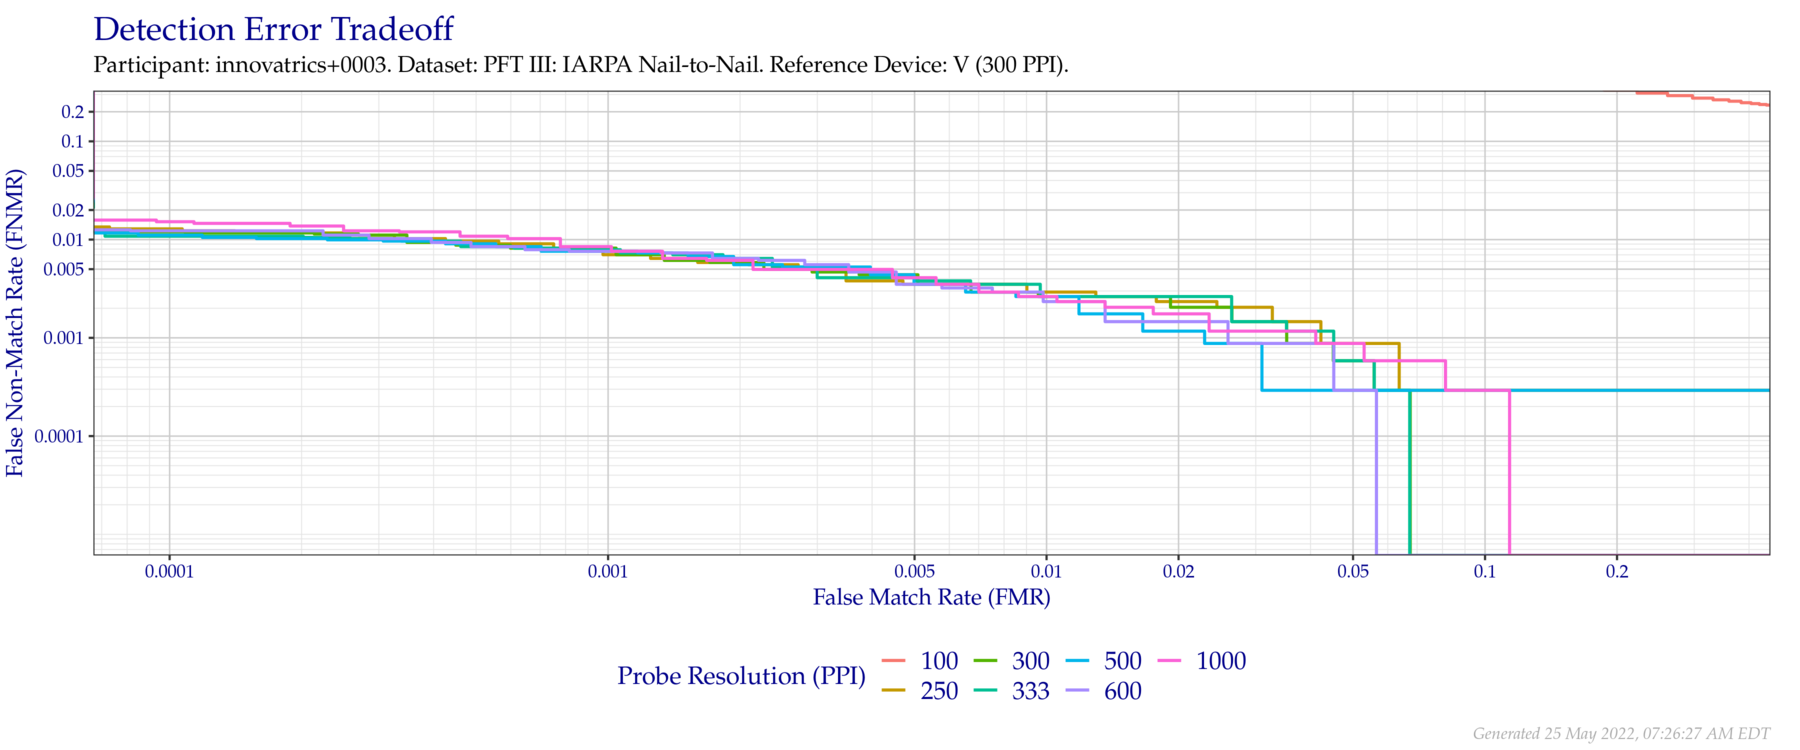 Detection Error Tradeoff
Participant: innovatrics+0003. Dataset: PFT III: IARPA Nail-to-Nail. Reference Device: V (300 PPI).
False Non-Match Rate (FNMR)
0.2
0.1
0.05
0.02
0.01
0.005
0.001
0.0001
0.0001 0.001 0.005 0.01 0.02 0.05 0.1 0.2
False Match Rate (FMR)
Probe Resolution (PPI)
100 300 500 1000
250 333 600
Generated 25 May 2022, 07:26:27 AM EDT